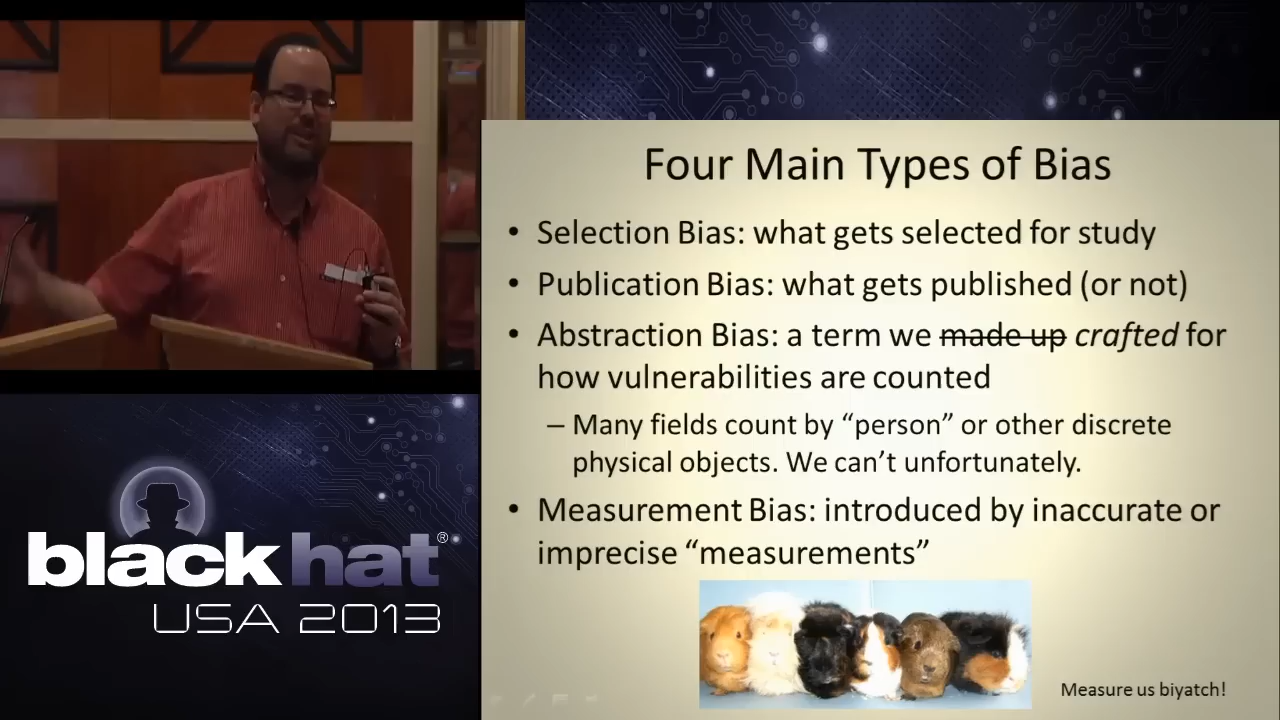 Four Main Types of Bias
• Selection Bias: what gets selected for study
• Publication Bias: what gets published (or not)
• Abstraction Bias: a term we made up crafted for
how vulnerabilities are counted
– Many fields count by “person” or other discrete
physical objects. We can’t unfortunately.
• Measurement Bias: introduced by inaccurate or
imprecise “measurements”
Measure us biyatch!
black hat®
USA 2013